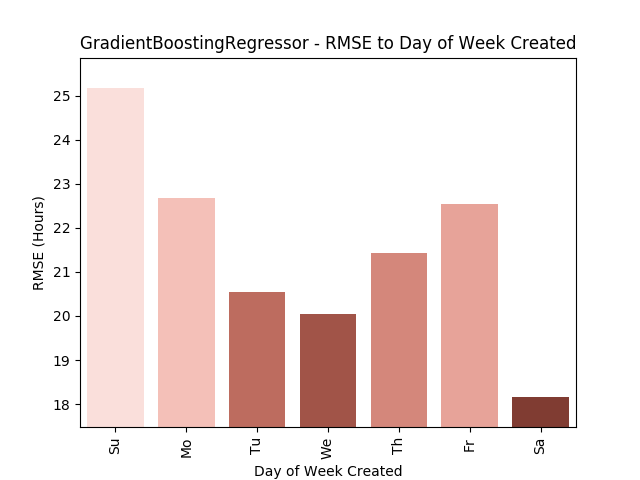 GradientBoostingRegressor - RMSE to Day of Week Created
25
24
23
22
21
20
19
18
RMSE (Hours)
Su
Mo
Tu
We
Th
Fr
Sa
Day of Week Created